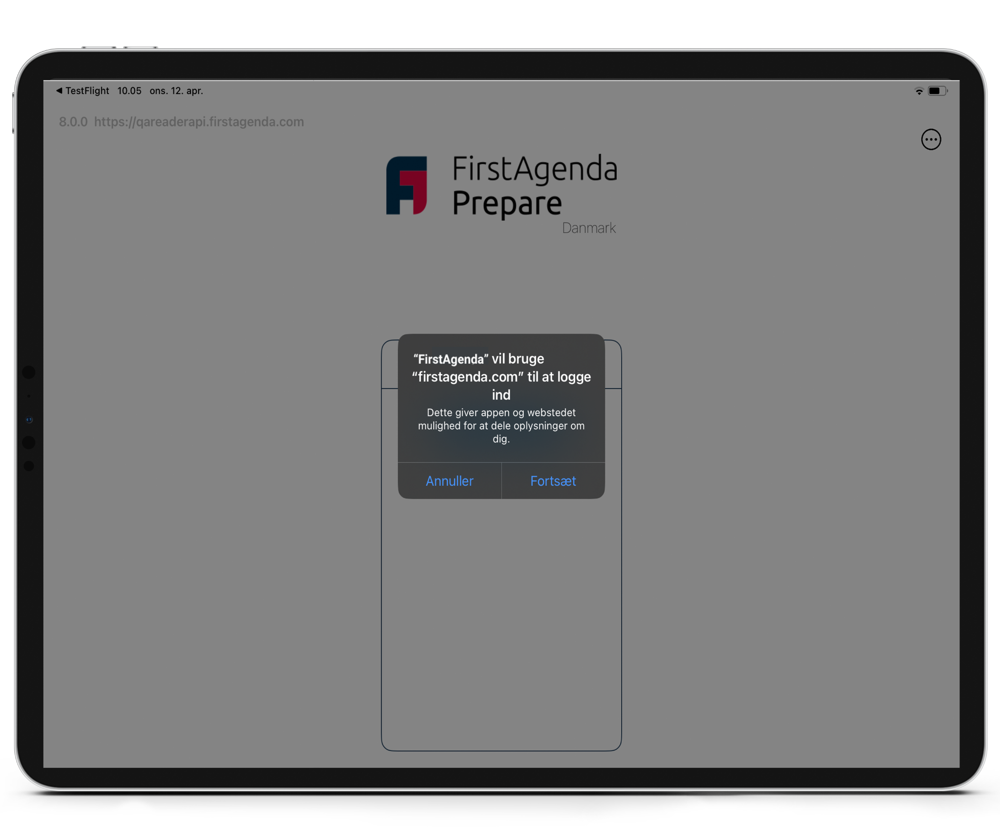 TestFlight 10.05 ons. 12. apr.
8.0.0 https://qareaderapi.firstagenda.com
FirstAgenda
Prepare
Danmark
“FirstAgenda” vil bruge
“firstagenda.com” til at logge
ind
Dette giver appen og webstedet
mulighed for at dele oplysninger om
dig.
Annuller Fortsæt